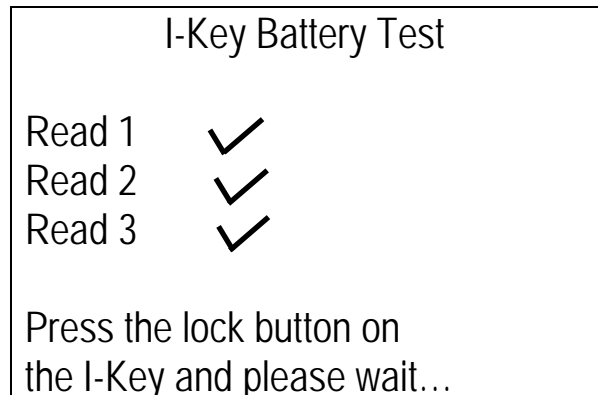 I-Key Battery Test
Read 1 ✓
Read 2 ✓
Read 3 ✓
Press the lock button on
the I-Key and please wait…